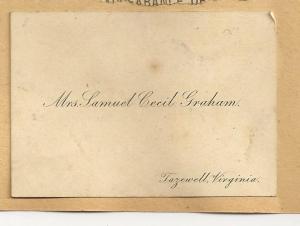 Mrs. Samuel Cecil Graham.
Tazewell, Virginia.